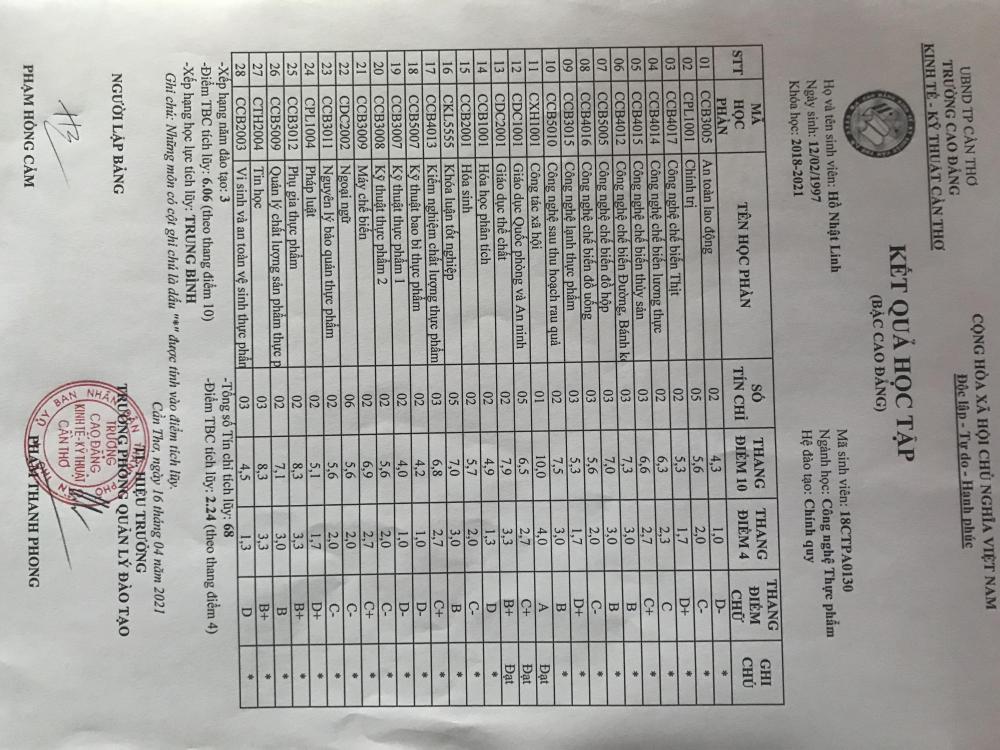 UBND TP CẦN THƠ
TRƯỜNG CAO ĐẲNG
KINH TẾ - KỸ THUẬT CẦN THƠ
CỘNG HÒA XÃ HỘI CHỦ NGHĨA VIỆT NAM
Độc lập - Tự do - Hạnh phúc
KẾT QUẢ HỌC TẬP
(BẬC CAO ĐẲNG)
Họ và tên sinh viên: Hồ Nhật Linh
Mã sinh viên: 18CTPA0130
Ngày sinh: 12/02/1997
Ngành học: Công nghệ Thực phẩm
Khóa học: 2018-2021
Hệ đào tạo: Chính quy
STT MÃ HỌC PHẦN TÊN HỌC PHẦN SỐ TÍN CHỈ THANG ĐIỂM 10 THANG ĐIỂM 4 THANG ĐIỂM CHỮ GHI CHÚ
01 CCB3005 An toàn lao động 02 4,3 1,0 D- *
02 CPL1001 Chính trị 05 5,6 2,0 C- *
03 CCB4017 Công nghệ chế biến Thịt 02 5,3 1,7 D+ *
04 CCB4014 Công nghệ chế biến lương thực 02 6,3 2,3 C *
05 CCB4015 Công nghệ chế biến thủy sản 03 6,6 2,7 C+ *
06 CCB4012 Công nghệ chế biến Đường, Bánh kẹ 03 7,3 3,0 B *
07 CCB5005 Công nghệ chế biến đồ hộp 03 7,0 3,0 B *
08 CCB4016 Công nghệ chế biến đồ uống 03 5,6 2,0 C- *
09 CCB3015 Công nghệ lạnh thực phẩm 03 5,3 1,7 D+ *
10 CCB5010 Công nghệ sau thu hoạch rau quả 02 7,5 3,0 B *
11 CXH1001 Công tác xã hội 01 10,0 4,0 A Đạt
12 CDC1001 Giáo dục Quốc phòng và An ninh 05 6,5 2,7 C+ Đạt
13 CDC2001 Giáo dục thể chất 02 7,9 3,3 B+ Đạt
14 CCB1001 Hóa học phân tích 02 4,9 1,3 D *
15 CCB2001 Hóa sinh 02 5,7 2,0 C- *
16 CKL5555 Khóa luận tốt nghiệp 05 7,0 3,0 B *
17 CCB4013 Kiểm nghiệm chất lượng thực phẩm 03 6,8 2,7 C+ *
18 CCB5007 Kỹ thuật bao bì thực phẩm 02 4,2 1,0 D- *
19 CCB3007 Kỹ thuật thực phẩm 1 02 4,0 1,0 D- *
20 CCB3008 Kỹ thuật thực phẩm 2 02 5,6 2,0 C- *
21 CCB3009 Máy chế biến 02 6,9 2,7 C+ *
22 CDC2002 Ngoại ngữ 06 5,6 2,0 C- *
23 CCB3011 Nguyên lý bảo quản thực phẩm 02 5,6 2,0 C- *
24 CPL1004 Pháp luật 02 5,1 1,7 D+ *
25 CCB3012 Phụ gia thực phẩm 02 8,3 3,3 B+ *
26 CCB5009 Quản lý chất lượng sản phẩm thực p 02 7,1 3,0 B *
27 CTH2004 Tin học 03 8,3 3,3 B+ *
28 CCB2003 Vi sinh và an toàn vệ sinh thực phẩm 03 4,5 1,3 D *
-Xếp hạng năm đào tạo: 3
-Tổng số Tín chỉ tích lũy: 68
-Điểm TBC tích lũy: 6.06 (theo thang điểm 10)
-Điểm TBC tích lũy: 2.24 (theo thang điểm 4)
-Xếp hạng học lực tích lũy: TRUNG BÌNH
Ghi chú: Những môn có cột ghi chú là dấu "*" được tính vào điểm tích lũy.
Cần Thơ, ngày 16 tháng 04 năm 2021
HIỆU TRƯỞNG
NGƯỜI LẬP BẢNG
TRƯỞNG PHÒNG QUẢN LÝ ĐÀO TẠO
TRƯỜNG
CAO ĐẲNG
KINH TẾ-KỸ THUẬT
CẦN THƠ
PHẠM HỒNG CẨM
PHẠM THANH PHONG